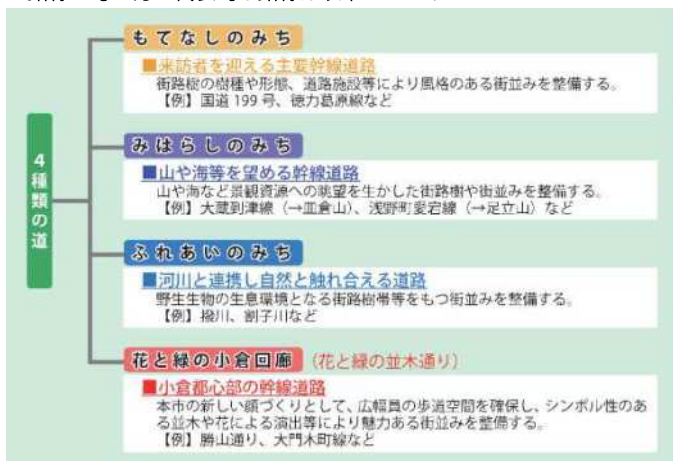 4種類の道
もてなしのみち
■来訪者を迎える主要幹線道路
街路樹の樹種や形態、道路施設等により風格のある街並みを整備する。
【例】国道199号、徳力葛原線など
みはらしのみち
■山や海等を望める幹線道路
山や海など景観資源への眺望を生かした街路樹や街並みを整備する。
【例】大蔵到津線（→皿倉山）、浅野町愛宕線（→足立山）など
ふれあいのみち
■河川と連携し自然と触れ合える道路
野生生物の生息環境となる街路樹帯等をもつ街並みを整備する。
【例】撥川、割子川など
花と緑の小倉回廊（花と緑の並木通り）
■小倉都心部の幹線道路
本市の新しい顔づくりとして、広幅員の歩道空間を確保し、シンボル性のあ
る並木や花による演出等により魅力ある街並みを整備する。
【例】勝山通り、大門木町線など